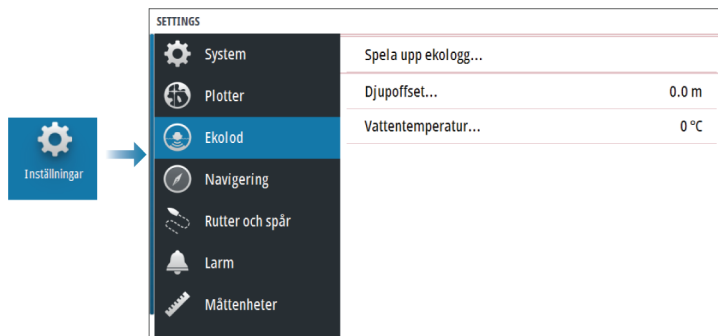 SETTINGS
Inställningar
System
Plotter
Ekolod
Navigering
Rutter och spår
Larm
Måttenheter
Spela upp ekologg...
Djupoffset... 0.0 m
Vattentemperatur... 0 °C